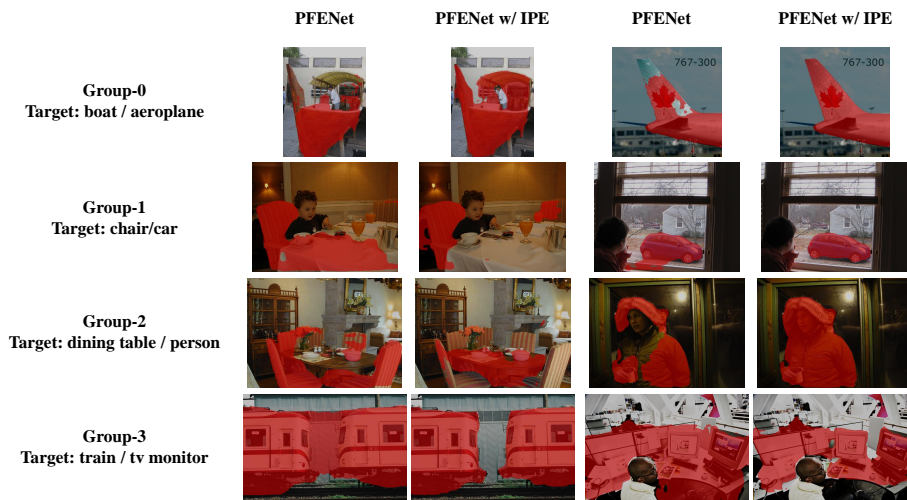 PFENet
PFENet w/ IPE
PFENet
PFENet w/ IPE
Group-0
Target: boat / aeroplane
767-300
767-300
Group-1
Target: chair/car
Group-2
Target: dining table / person
Group-3
Target: train / tv monitor